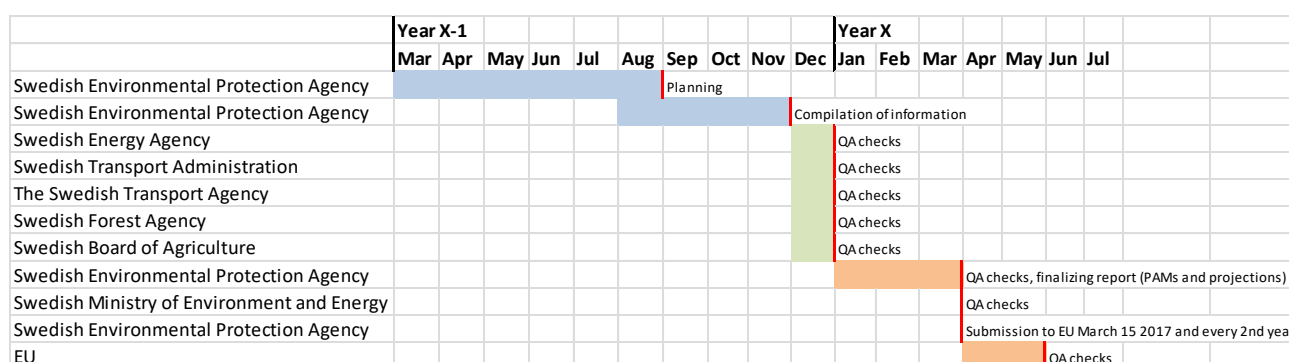 Year X-1 Year X
Mar Apr May Jun Jul Aug Sep Oct Nov Dec Jan Feb Mar Apr May Jun Jul
Swedish Environmental Protection Agency Planning
Swedish Environmental Protection Agency Compilation of information
Swedish Energy Agency QA checks
Swedish Transport Administration QA checks
The Swedish Transport Agency QA checks
Swedish Forest Agency QA checks
Swedish Board of Agriculture QA checks
Swedish Environmental Protection Agency QA checks, finalizing report (PAMs and projections)
Swedish Ministry of Environment and Energy QA checks
Swedish Environmental Protection Agency Submission to EU March 15 2017 and every 2nd yea
EU QA checks